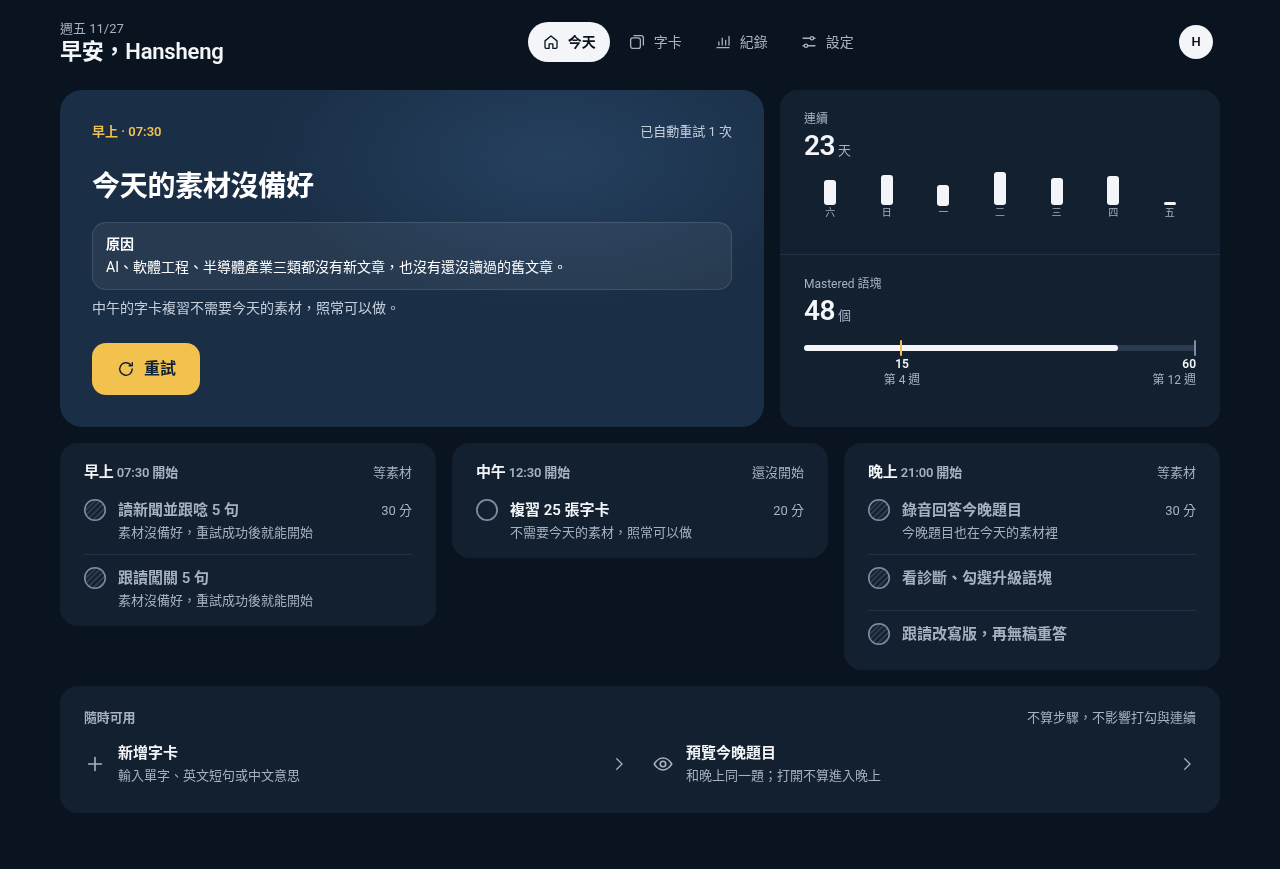 週五 11/27
早安，Hansheng
今天
字卡
紀錄
設定
H
早上 · 07:30
已自動重試 1 次
今天的素材沒備好
原因
AI、軟體工程、半導體產業三類都沒有新文章，也沒有還沒讀過的舊文章。
中午的字卡複習不需要今天的素材，照常可以做。
重試
連續
23 天
六 日 一 二 三 四 五
Mastered 語塊
48 個
15
第 4 週
60
第 12 週
早上 07:30 開始
等素材
請新聞並跟唸 5 句
30 分
素材沒備好，重試成功後就能開始
跟讀闖關 5 句
素材沒備好，重試成功後就能開始
中午 12:30 開始
還沒開始
複習 25 張字卡
20 分
不需要今天的素材，照常可以做
晚上 21:00 開始
等素材
錄音回答今晚題目
30 分
今晚題目也在今天的素材裡
看診斷、勾選升級語塊
跟讀改寫版，再無稿重答
隨時可用
不算步驟，不影響打勾與連續
新增字卡
輸入單字、英文短句或中文意思
預覽今晚題目
和晚上同一題；打開不算進入晚上